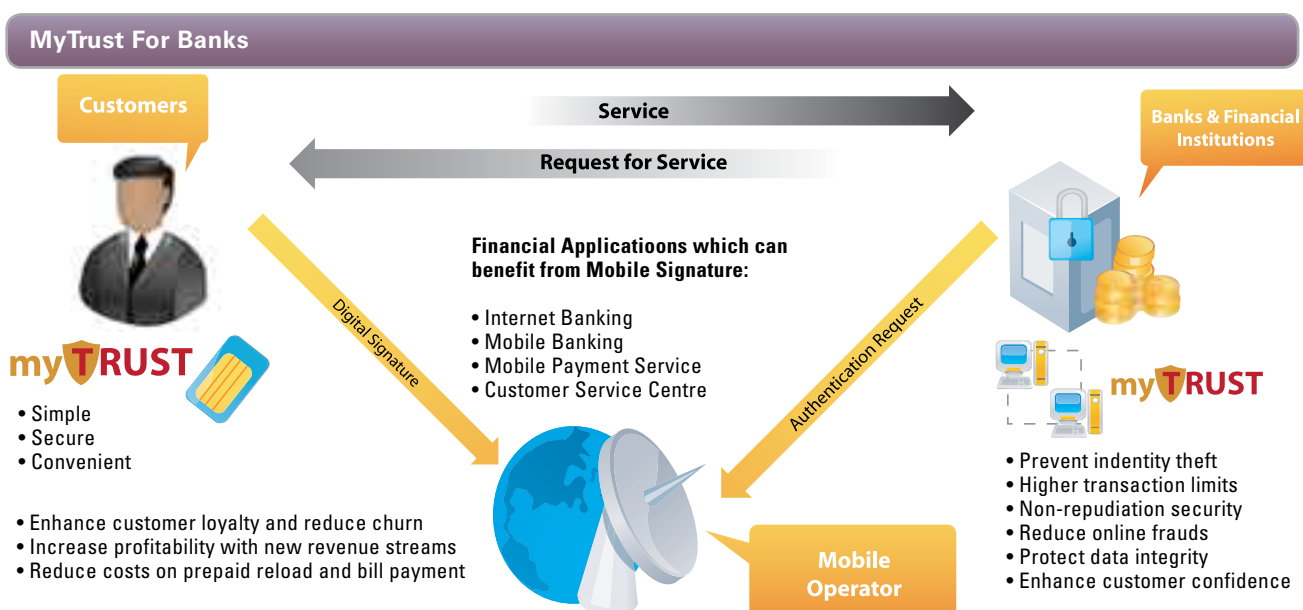 MyTrust For Banks
Customers
Service
Banks & Financial
Institutions
Request for Service
Financial Applicatioons which can
benefit from Mobile Signature:
• Internet Banking
• Mobile Banking
• Mobile Payment Service
• Customer Service Centre
Digital Signature
Authentication Request
myTRUST
• Simple
• Secure
• Convenient
• Enhance customer loyalty and reduce churn
• Increase profitability with new revenue streams
• Reduce costs on prepaid reload and bill payment
Mobile
Operator
myTRUST
• Prevent indentity theft
• Higher transaction limits
• Non-repudiation security
• Reduce online frauds
• Protect data integrity
• Enhance customer confidence